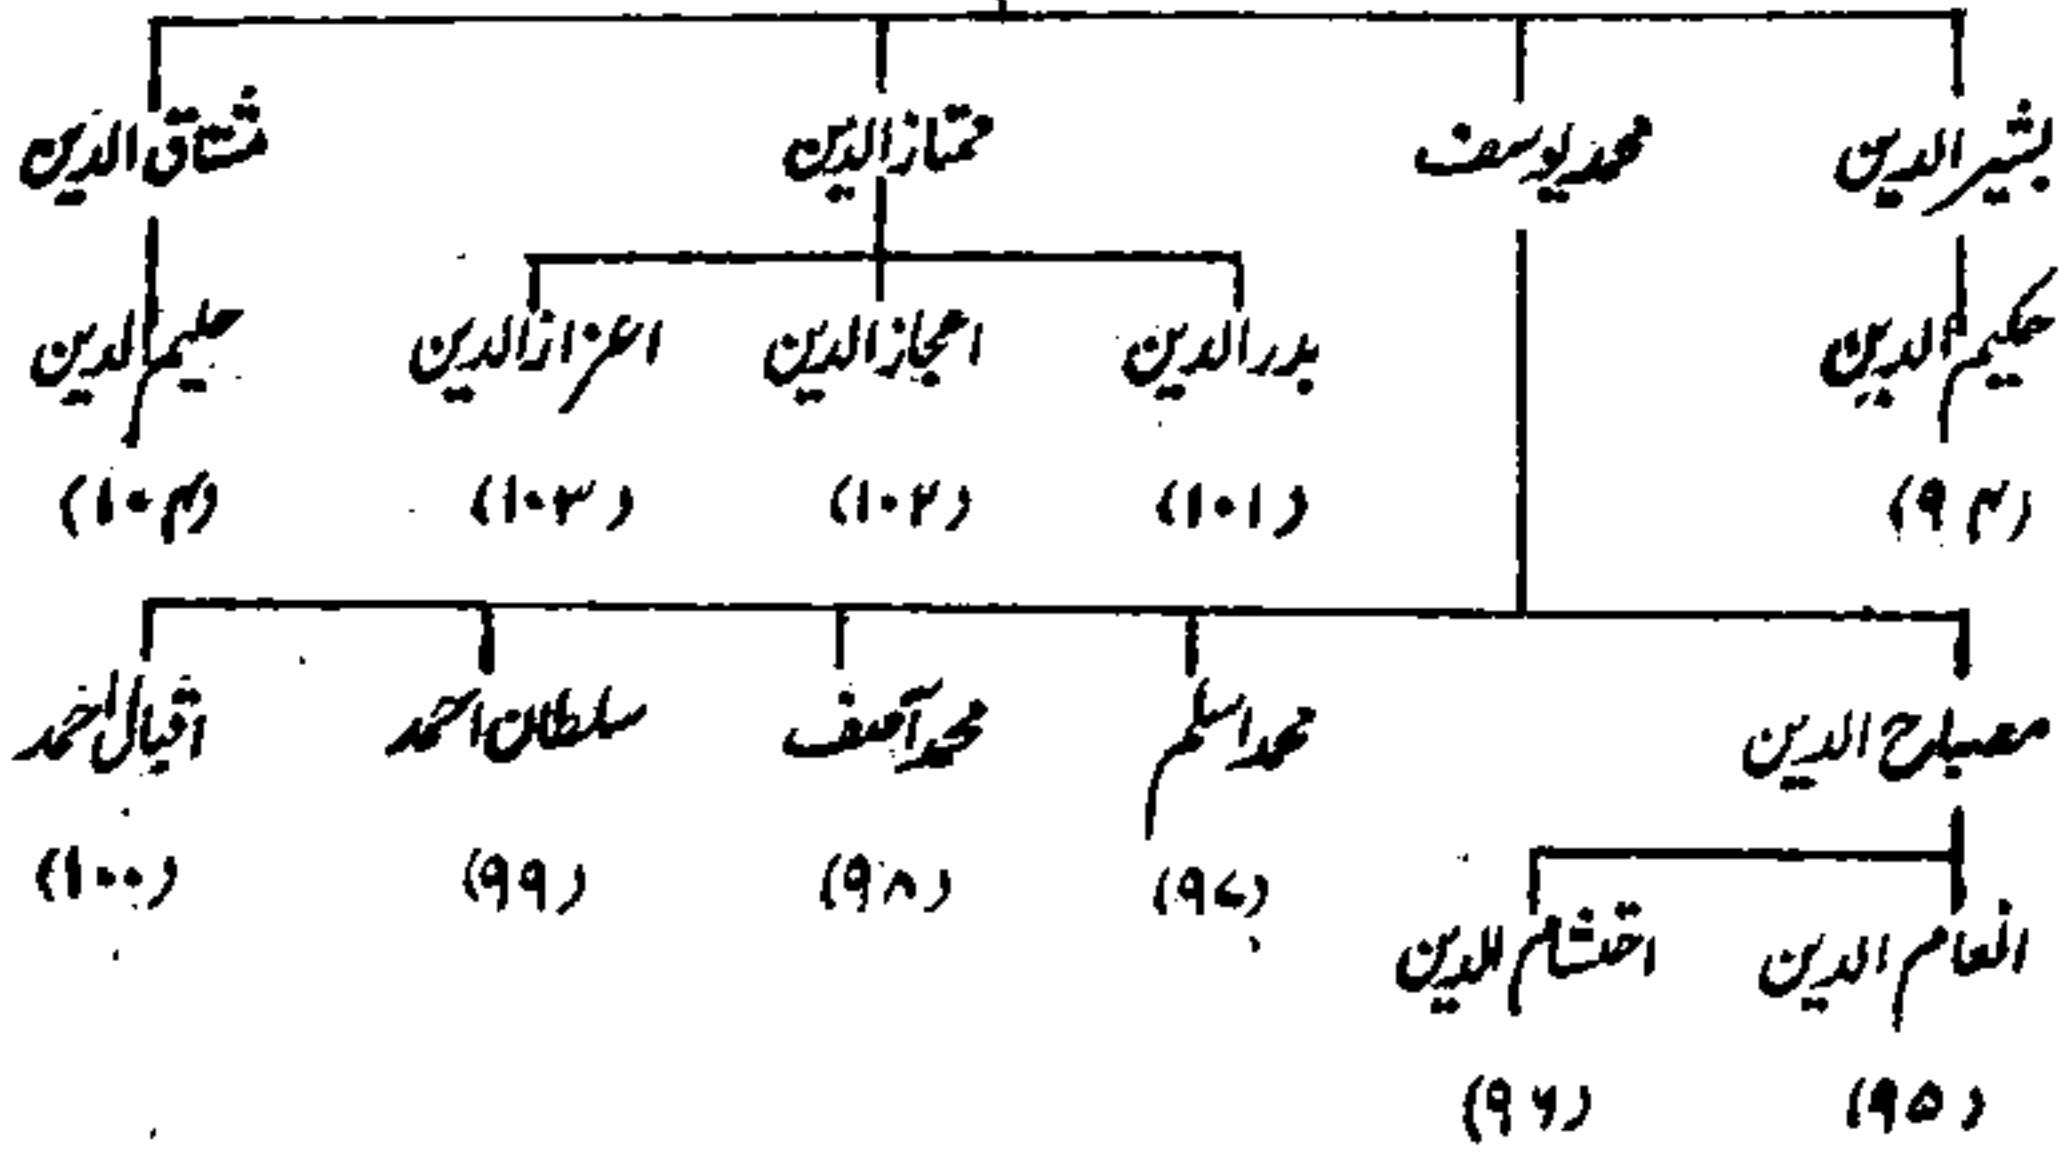 بشیر الدین محمد یوسف ممتاز الدین مشتاق الدین
حکیم الدین بدر الدین اعجاز الدین اعزاز الدین حلیم الدین
(۹۴) (۱۰۱) (۱۰۲) (۱۰۳) (۱۰۴)
مصباح الدین محمد اسلم محمد آصف سلطان احمد اقبال احمد
(۹۷) (۹۸) (۹۹) (۱۰۰)
انعام الدین احتشام الدین
(۹۵) (۹۶)